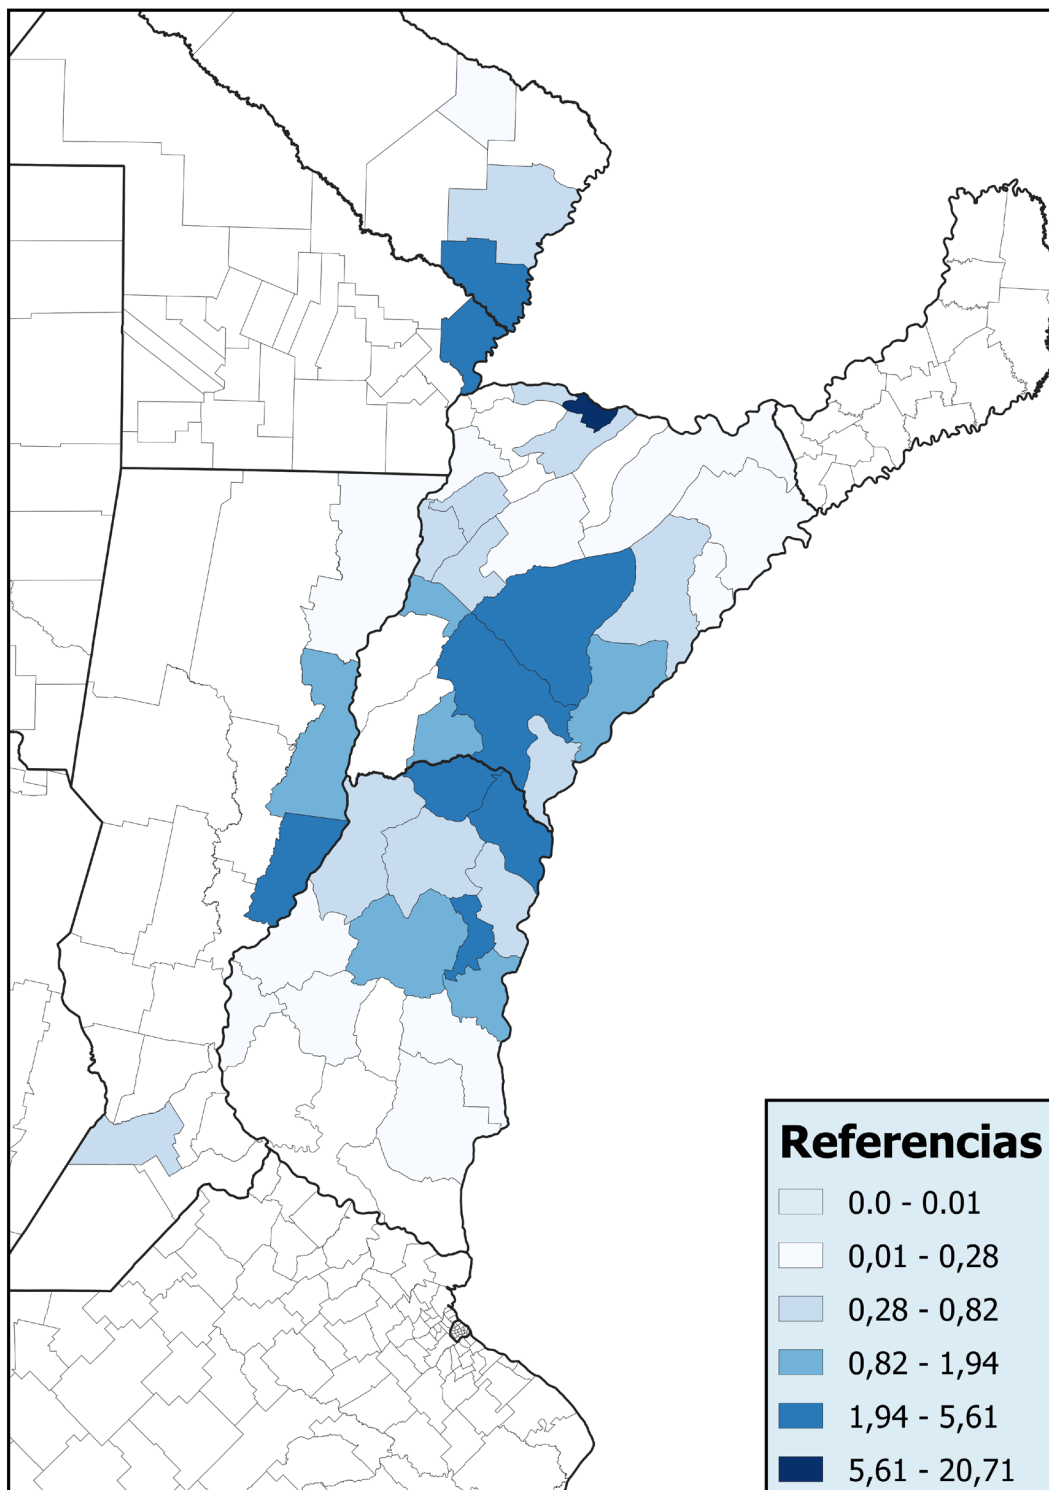 Referencias
0.0 - 0.01
0,01 - 0,28
0,28 - 0,82
0,82 - 1,94
1,94 - 5,61
5,61 - 20,71